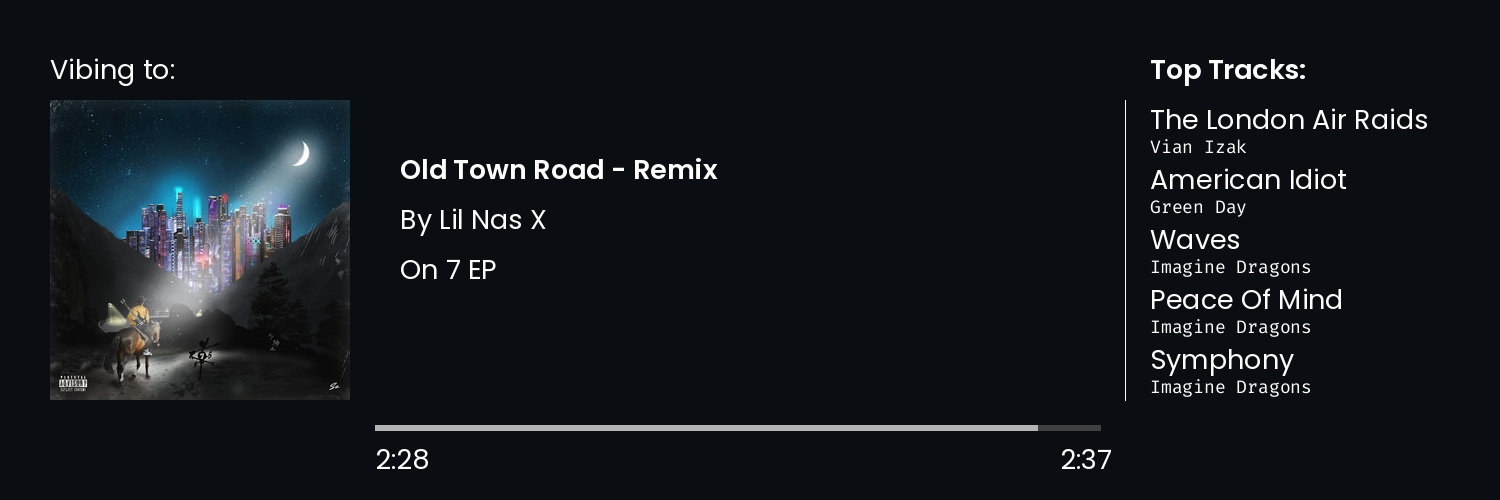 Vibing to:
Old Town Road - Remix
By Lil Nas X
On 7 EP
PARENTAL
ADVISORY
EXPLICIT CONTENT
2:28
2:37
Top Tracks:
The London Air Raids
Vian Izak
American Idiot
Green Day
Waves
Imagine Dragons
Peace Of Mind
Imagine Dragons
Symphony
Imagine Dragons